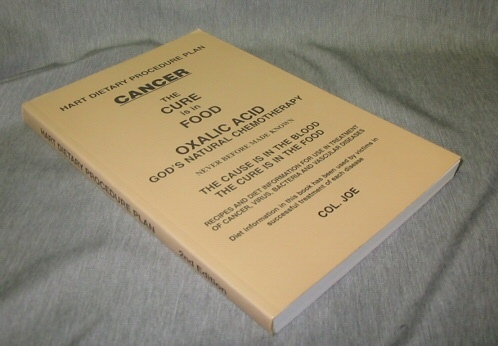 HART DIETARY PROCEDURE PLAN
CANCER
THE
CURE
is in
FOOD
OXALIC ACID
GOD'S NATURAL CHEMOTHERAPY
NEVER BEFORE MADE KNOWN
THE CAUSE IS IN THE BLOOD
THE CURE IS IN THE FOOD
RECIPES AND DIET INFORMATION FOR USE IN TREATMENT
OF CANCER, VIRUS, BACTERIA AND VASCULAR DISEASES
Diet information in this book has been used by victims in
successful treatment of each disease
COL. JOE
HART DIETARY PROCEDURE PLAN 2nd Edition